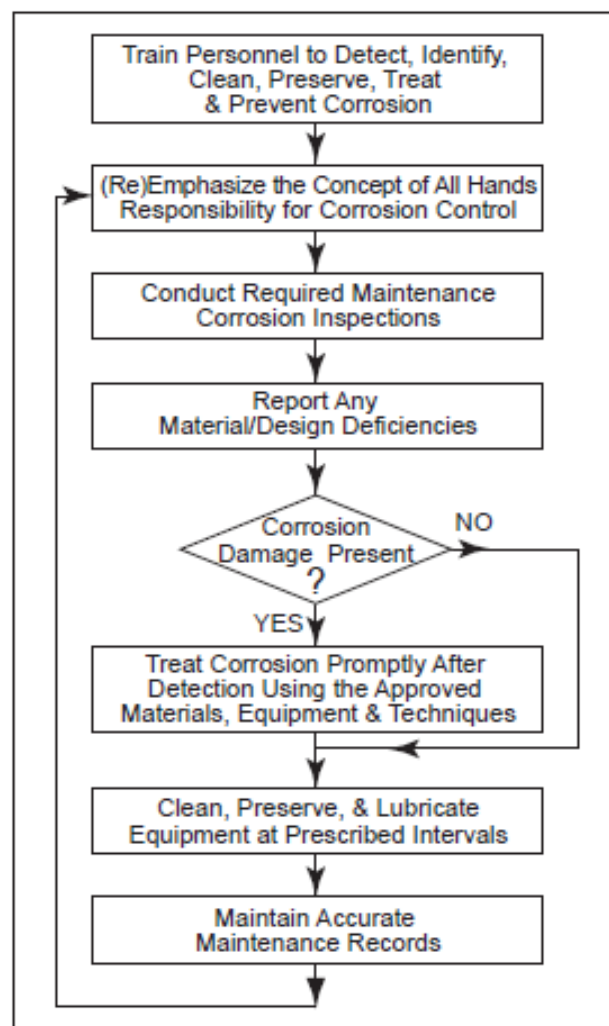 Train Personnel to Detect, Identify,
Clean, Preserve, Treat
& Prevent Corrosion
(Re)Emphasize the Concept of All Hands
Responsibility for Corrosion Control
Conduct Required Maintenance
Corrosion Inspections
Report Any
Material/Design Deficiencies
Corrosion
Damage Present
?
NO
YES
Treat Corrosion Promptly After
Detection Using the Approved
Materials, Equipment & Techniques
Clean, Preserve, & Lubricate
Equipment at Prescribed Intervals
Maintain Accurate
Maintenance Records